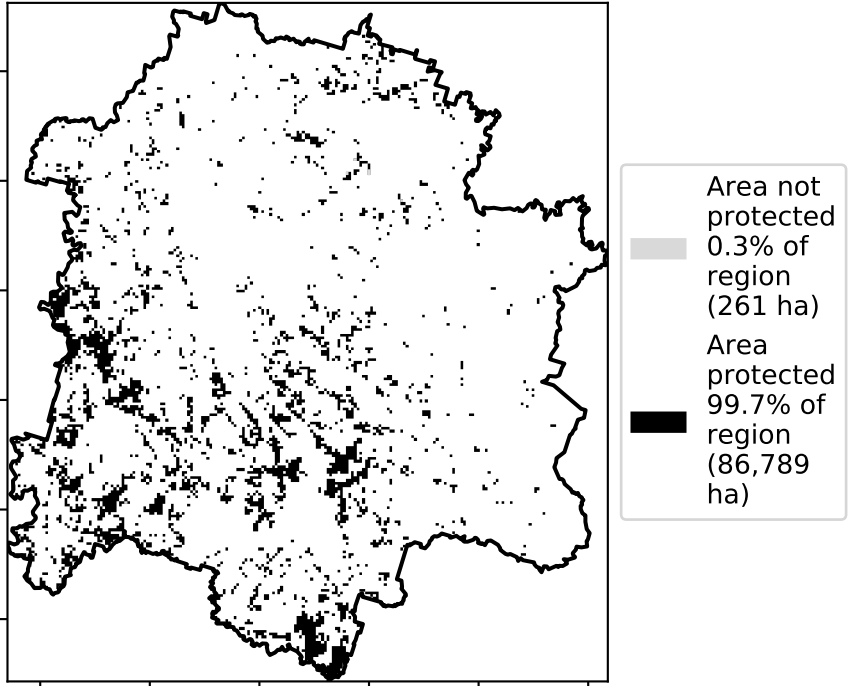 Area not
protected
0.3% of
region
(261 ha)
Area
protected
99.7% of
region
(86,789
ha)